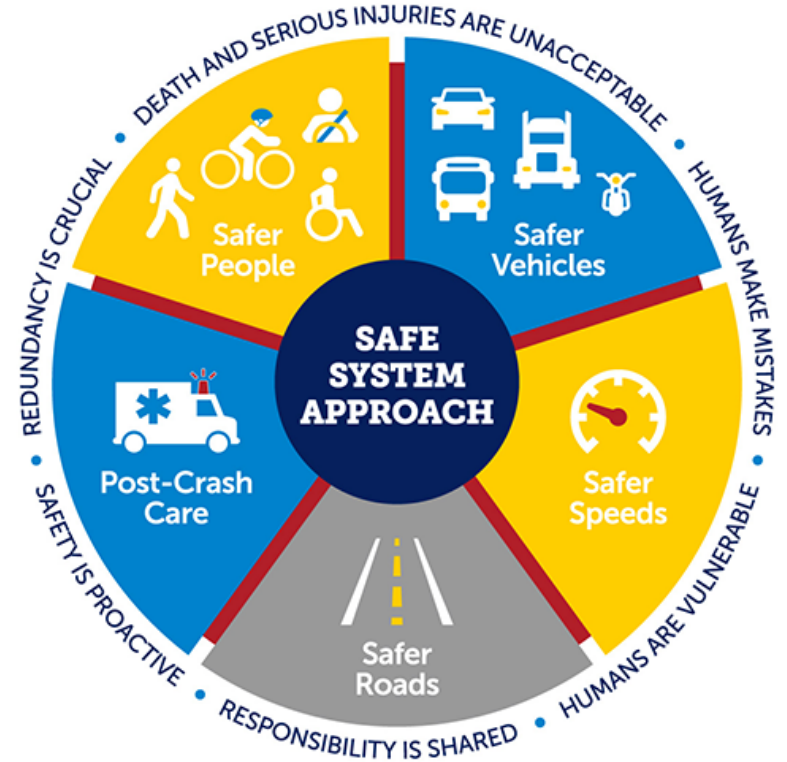 DEATH AND SERIOUS INJURIES ARE UNACCEPTABLE
HUMANS MAKE MISTAKES
HUMANS ARE VULNERABLE
RESPONSIBILITY IS SHARED
SAFETY IS PROACTIVE
REDUNDANCY IS CRUCIAL
SAFE
SYSTEM
APPROACH
Safer
People
Safer
Vehicles
Safer
Speeds
Safer
Roads
Post-Crash
Care